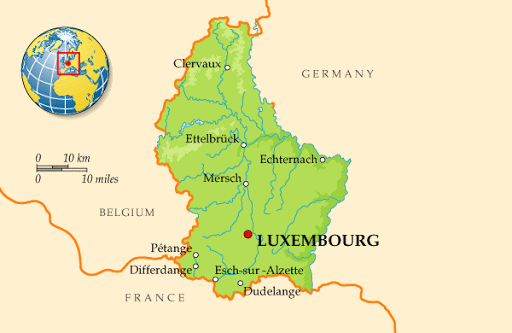 Clervaux
GERMANY
Ettelbrück
Echternach
0 10 km
0 10 miles
Mersch
BELGIUM
LUXEMBOURG
Pétange
Differdange
Esch-sur -Alzette
Dudelange
FRANCE